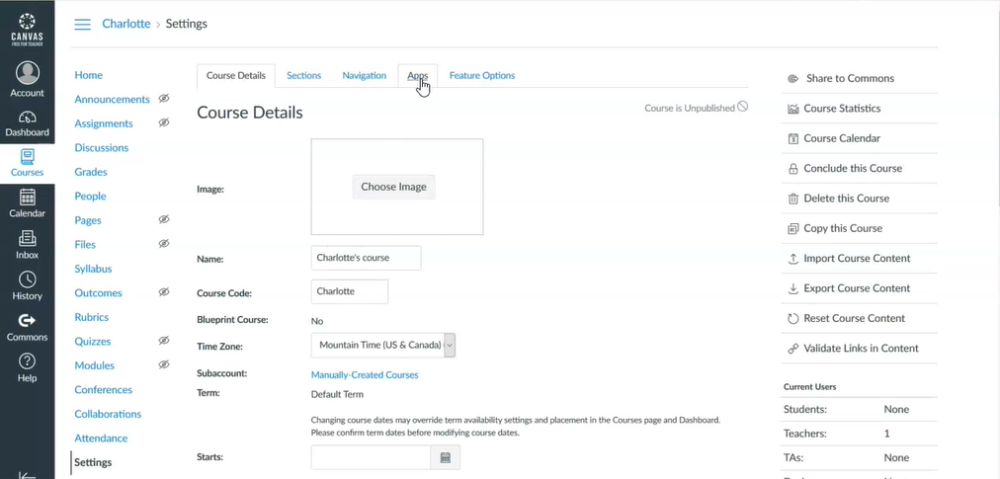 CANVAS
FREE FOR TEACHER
Account
Dashboard
Courses
Calendar
Inbox
History
Commons
Help
Charlotte › Settings
Home
Announcements
Assignments
Discussions
Grades
People
Pages
Files
Syllabus
Outcomes
Rubrics
Quizzes
Modules
Conferences
Collaborations
Attendance
Settings
Course Details Sections Navigation Apps Feature Options
Course Details
Course is Unpublished
Image:
Choose Image
Name: Charlotte's course
Course Code: Charlotte
Blueprint Course: No
Time Zone: Mountain Time (US & Canada)
Subaccount: Manually-Created Courses
Term: Default Term
Changing course dates may override term availability settings and placement in the Courses page and Dashboard.
Please confirm term dates before modifying course dates.
Starts:
Share to Commons
Course Statistics
Course Calendar
Conclude this Course
Delete this Course
Copy this Course
Import Course Content
Export Course Content
Reset Course Content
Validate Links in Content
Current Users
Students: None
Teachers: 1
TAs: None